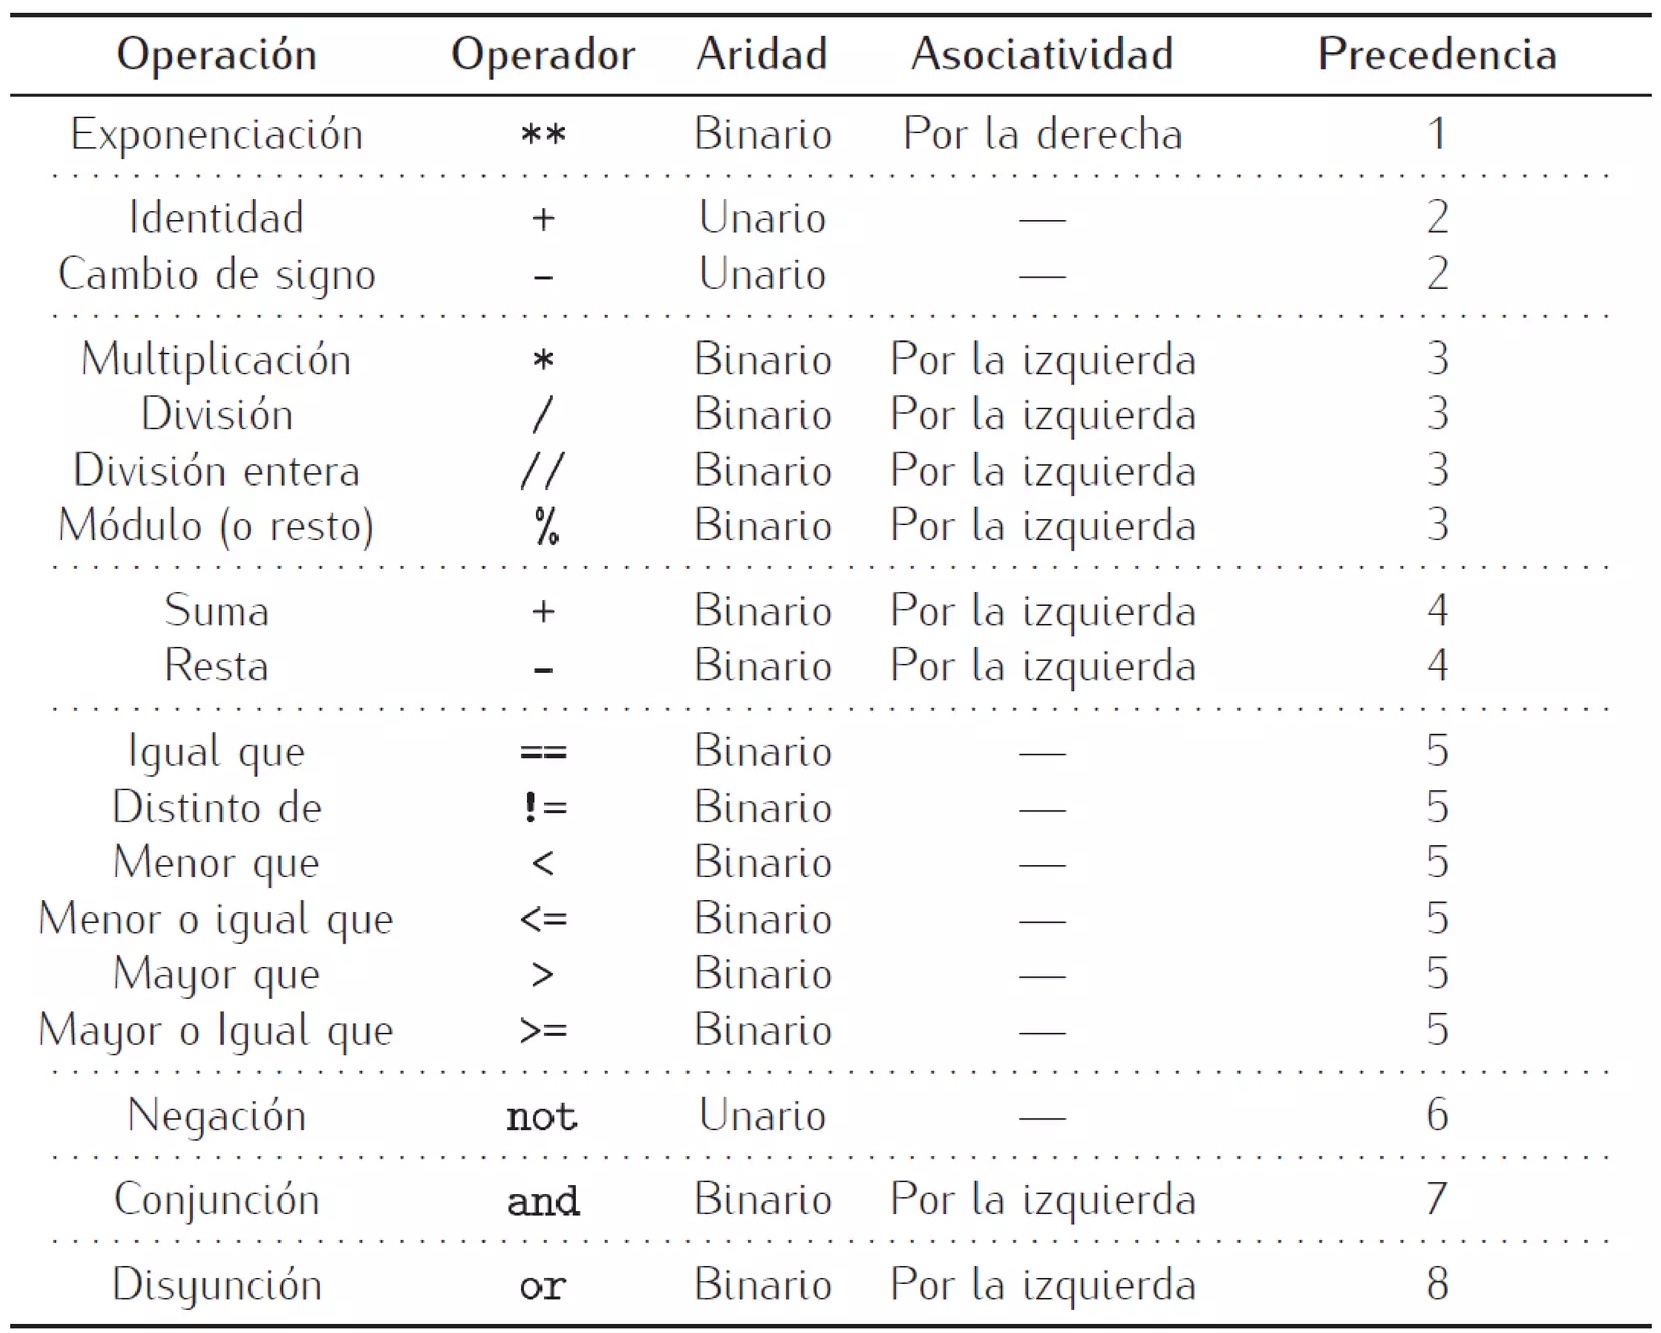 Operación Operador Aridad Asociatividad Precedencia
Exponenciación ** Binario Por la derecha 1
Identidad + Unario — 2
Cambio de signo - Unario — 2
Multiplicación * Binario Por la izquierda 3
División / Binario Por la izquierda 3
División entera // Binario Por la izquierda 3
Módulo (o resto) % Binario Por la izquierda 3
Suma + Binario Por la izquierda 4
Resta - Binario Por la izquierda 4
Igual que == Binario — 5
Distinto de != Binario — 5
Menor que < Binario — 5
Menor o igual que <= Binario — 5
Mayor que > Binario — 5
Mayor o Igual que >= Binario — 5
Negación not Unario — 6
Conjunción and Binario Por la izquierda 7
Disyunción or Binario Por la izquierda 8